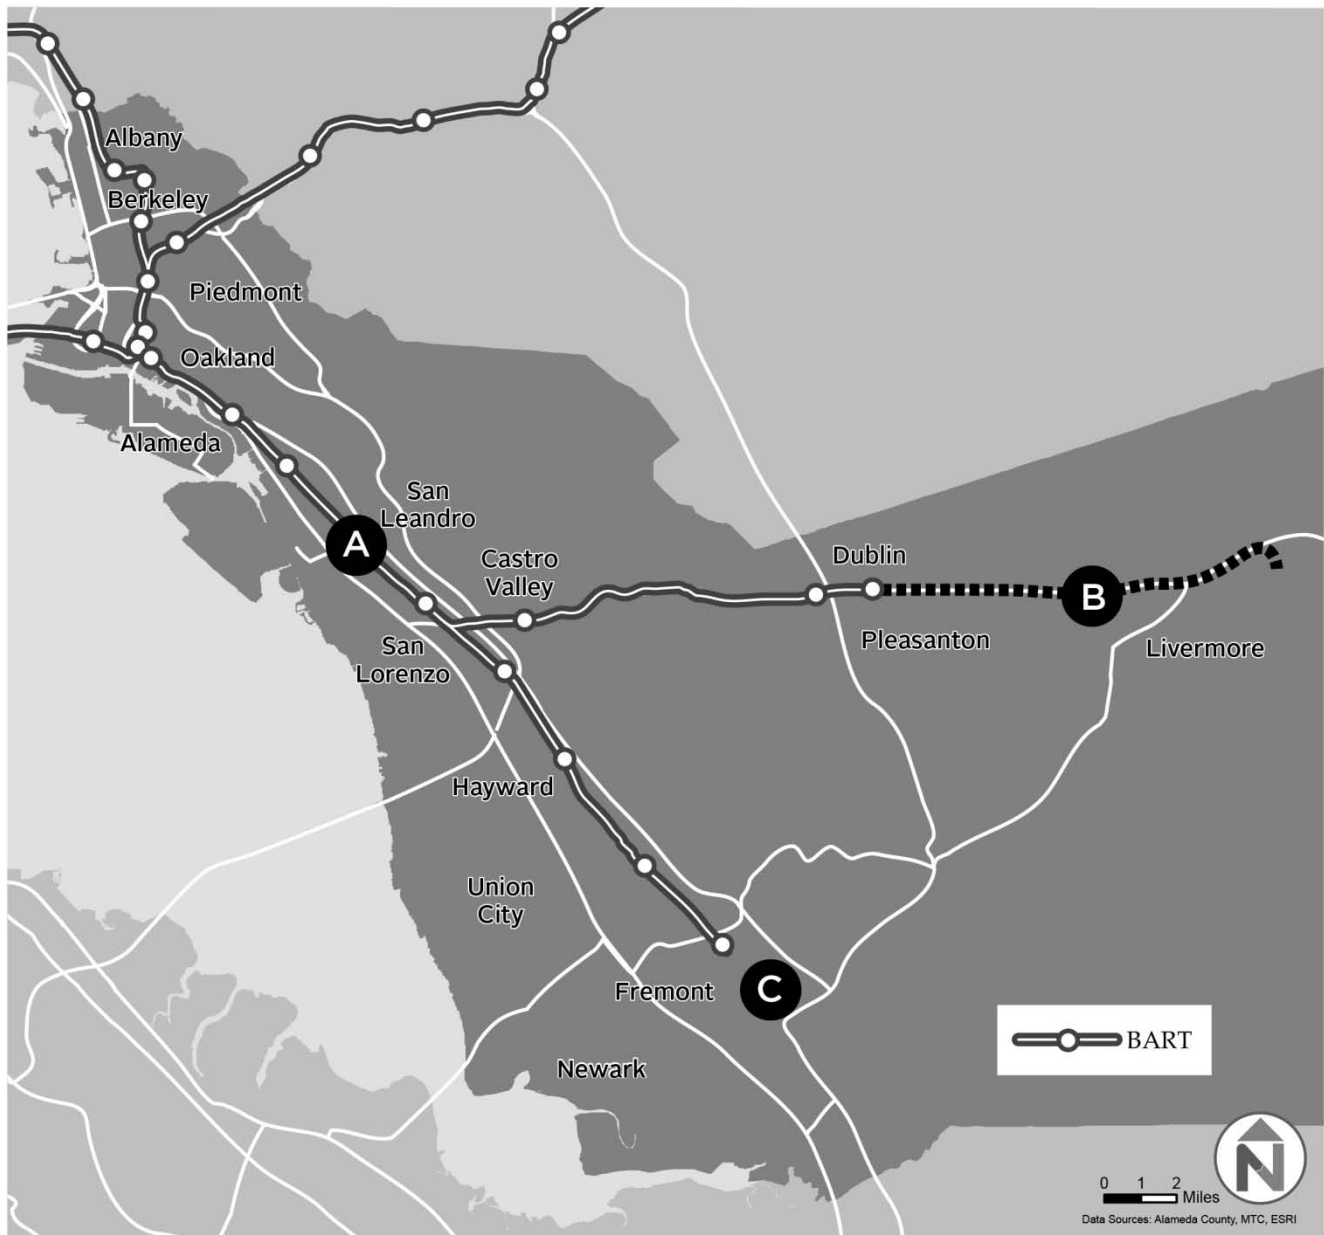 Albany
Berkeley
Piedmont
Oakland
Alameda
San
Leandro
A
Castro
Valley
Dublin
B
San
Lorenzo
Pleasanton
Livermore
Hayward
Union
City
Fremont
C
BART
Newark
N
0 1 2
Miles
Data Sources: Alameda County, MTC, ESRI